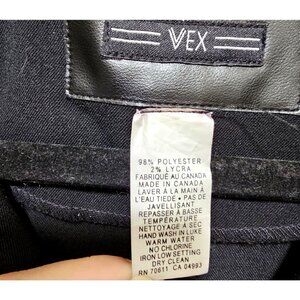 VEX
98% POLYESTER
2% LYCRA
FABRIQUÉ AU CANADA
MADE IN CANADA
LAVER À LA MAIN À
L'EAU TIEDE • PAS DE
JAVELLISANT
REPASSER À BASSE
TEMPÉRATURE
NETTOYAGE À SEC
HAND WASH IN LUKE
WARM WATER
NO CHLORINE
IRON LOW SETTING
DRY CLEAN
RN 70611 CA 04993